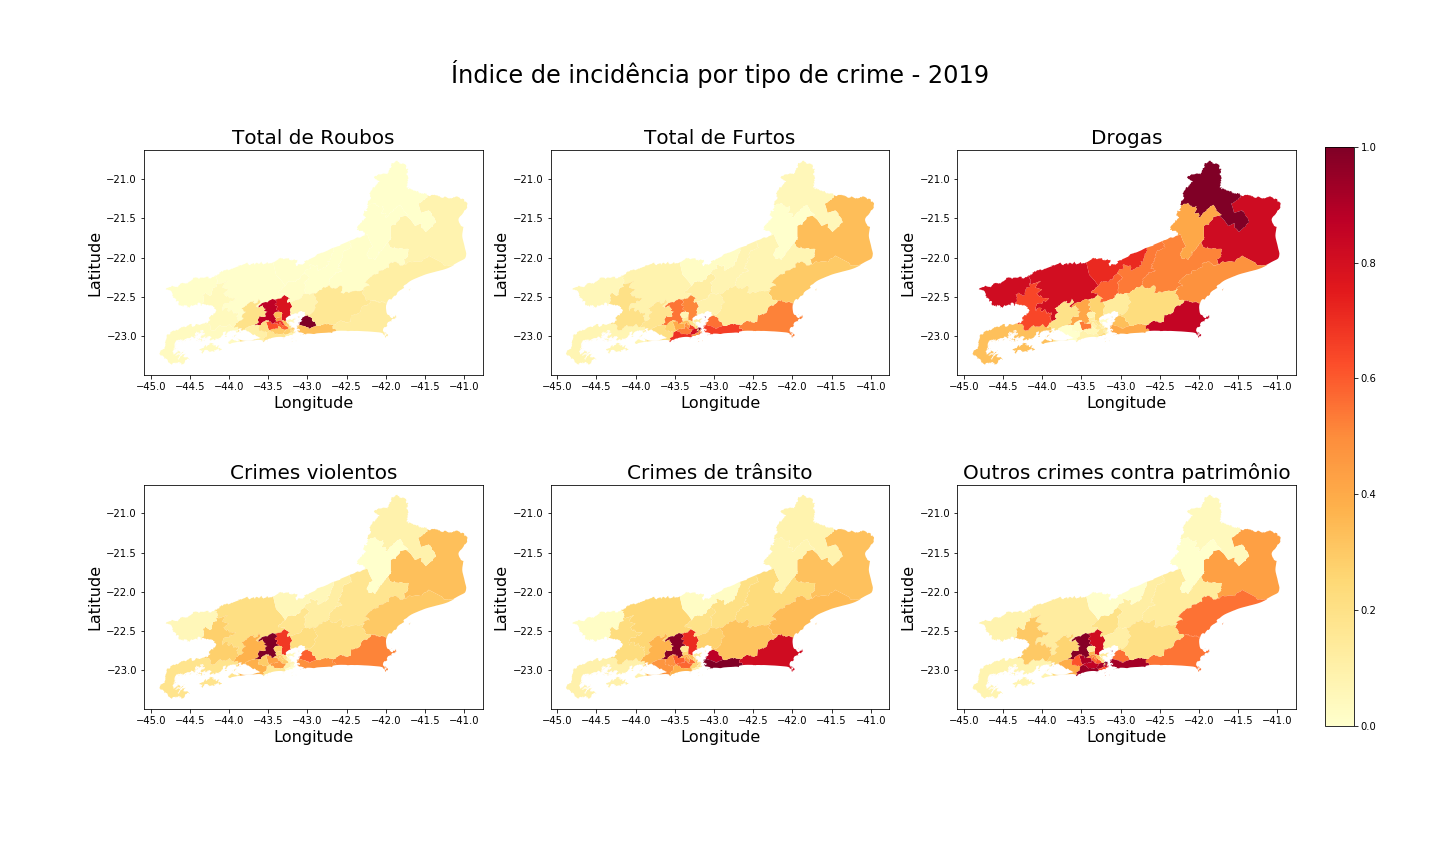 Índice de incidência por tipo de crime - 2019
Total de Roubos
Total de Furtos
Drogas
−21.0
−21.5
−22.0
−22.5
−23.0
Latitude
−45.0 −44.5 −44.0 −43.5 −43.0 −42.5 −42.0 −41.5 −41.0
Longitude
−21.0
−21.5
−22.0
−22.5
−23.0
Latitude
−45.0 −44.5 −44.0 −43.5 −43.0 −42.5 −42.0 −41.5 −41.0
Longitude
−21.0
−21.5
−22.0
−22.5
−23.0
Latitude
−45.0 −44.5 −44.0 −43.5 −43.0 −42.5 −42.0 −41.5 −41.0
Longitude
Crimes violentos
Crimes de trânsito
Outros crimes contra patrimônio
−21.0
−21.5
−22.0
−22.5
−23.0
Latitude
−45.0 −44.5 −44.0 −43.5 −43.0 −42.5 −42.0 −41.5 −41.0
Longitude
−21.0
−21.5
−22.0
−22.5
−23.0
Latitude
−45.0 −44.5 −44.0 −43.5 −43.0 −42.5 −42.0 −41.5 −41.0
Longitude
−21.0
−21.5
−22.0
−22.5
−23.0
Latitude
−45.0 −44.5 −44.0 −43.5 −43.0 −42.5 −42.0 −41.5 −41.0
Longitude
1.0
0.8
0.6
0.4
0.2
0.0